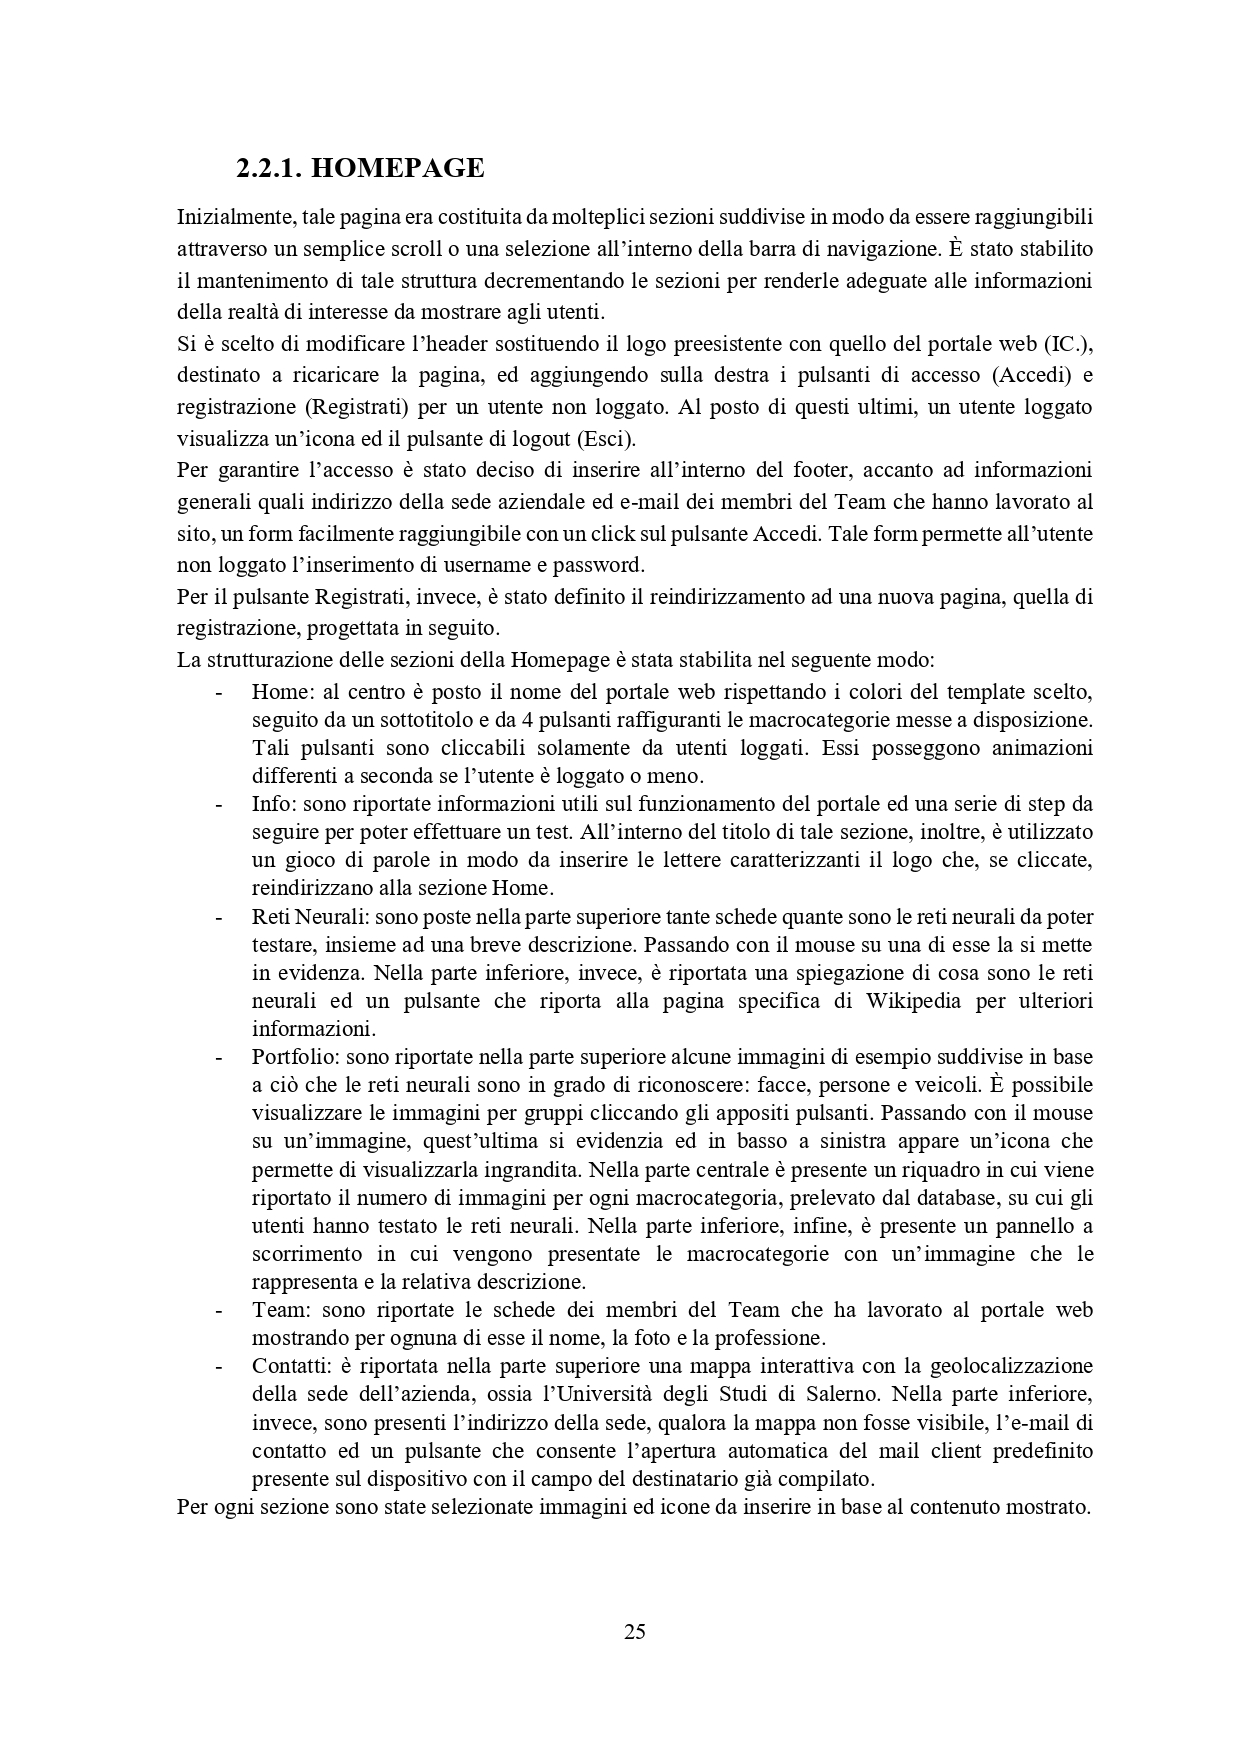 2.2.1. HOMEPAGE
Inizialmente, tale pagina era costituita da molteplici sezioni suddivise in modo da essere raggiungibili
attraverso un semplice scroll o una selezione all’interno della barra di navigazione. È stato stabilito
il mantenimento di tale struttura decrementando le sezioni per renderle adeguate alle informazioni
della realtà di interesse da mostrare agli utenti.
Si è scelto di modificare l’header sostituendo il logo preesistente con quello del portale web (IC.),
destinato a ricaricare la pagina, ed aggiungendo sulla destra i pulsanti di accesso (Accedi) e
registrazione (Registrati) per un utente non loggato. Al posto di questi ultimi, un utente loggato
visualizza un’icona ed il pulsante di logout (Esci).
Per garantire l’accesso è stato deciso di inserire all’interno del footer, accanto ad informazioni
generali quali indirizzo della sede aziendale ed e-mail dei membri del Team che hanno lavorato al
sito, un form facilmente raggiungibile con un click sul pulsante Accedi. Tale form permette all’utente
non loggato l’inserimento di username e password.
Per il pulsante Registrati, invece, è stato definito il reindirizzamento ad una nuova pagina, quella di
registrazione, progettata in seguito.
La strutturazione delle sezioni della Homepage è stata stabilita nel seguente modo:
- Home: al centro è posto il nome del portale web rispettando i colori del template scelto,
seguito da un sottotitolo e da 4 pulsanti raffiguranti le macrocategorie messe a disposizione.
Tali pulsanti sono cliccabili solamente da utenti loggati. Essi posseggono animazioni
differenti a seconda se l’utente è loggato o meno.
- Info: sono riportate informazioni utili sul funzionamento del portale ed una serie di step da
seguire per poter effettuare un test. All’interno del titolo di tale sezione, inoltre, è utilizzato
un gioco di parole in modo da inserire le lettere caratterizzanti il logo che, se cliccate,
reindirizzano alla sezione Home.
- Reti Neurali: sono poste nella parte superiore tante schede quante sono le reti neurali da poter
testare, insieme ad una breve descrizione. Passando con il mouse su una di esse la si mette
in evidenza. Nella parte inferiore, invece, è riportata una spiegazione di cosa sono le reti
neurali ed un pulsante che riporta alla pagina specifica di Wikipedia per ulteriori
informazioni.
- Portfolio: sono riportate nella parte superiore alcune immagini di esempio suddivise in base
a ciò che le reti neurali sono in grado di riconoscere: facce, persone e veicoli. È possibile
visualizzare le immagini per gruppi cliccando gli appositi pulsanti. Passando con il mouse
su un’immagine, quest’ultima si evidenzia ed in basso a sinistra appare un’icona che
permette di visualizzarla ingrandita. Nella parte centrale è presente un riquadro in cui viene
riportato il numero di immagini per ogni macrocategoria, prelevato dal database, su cui gli
utenti hanno testato le reti neurali. Nella parte inferiore, infine, è presente un pannello a
scorrimento in cui vengono presentate le macrocategorie con un’immagine che le
rappresenta e la relativa descrizione.
- Team: sono riportate le schede dei membri del Team che ha lavorato al portale web
mostrando per ognuna di esse il nome, la foto e la professione.
- Contatti: è riportata nella parte superiore una mappa interattiva con la geolocalizzazione
della sede dell’azienda, ossia l’Università degli Studi di Salerno. Nella parte inferiore,
invece, sono presenti l’indirizzo della sede, qualora la mappa non fosse visibile, l’e-mail di
contatto ed un pulsante che consente l’apertura automatica del mail client predefinito
presente sul dispositivo con il campo del destinatario già compilato.
Per ogni sezione sono state selezionate immagini ed icone da inserire in base al contenuto mostrato.
25